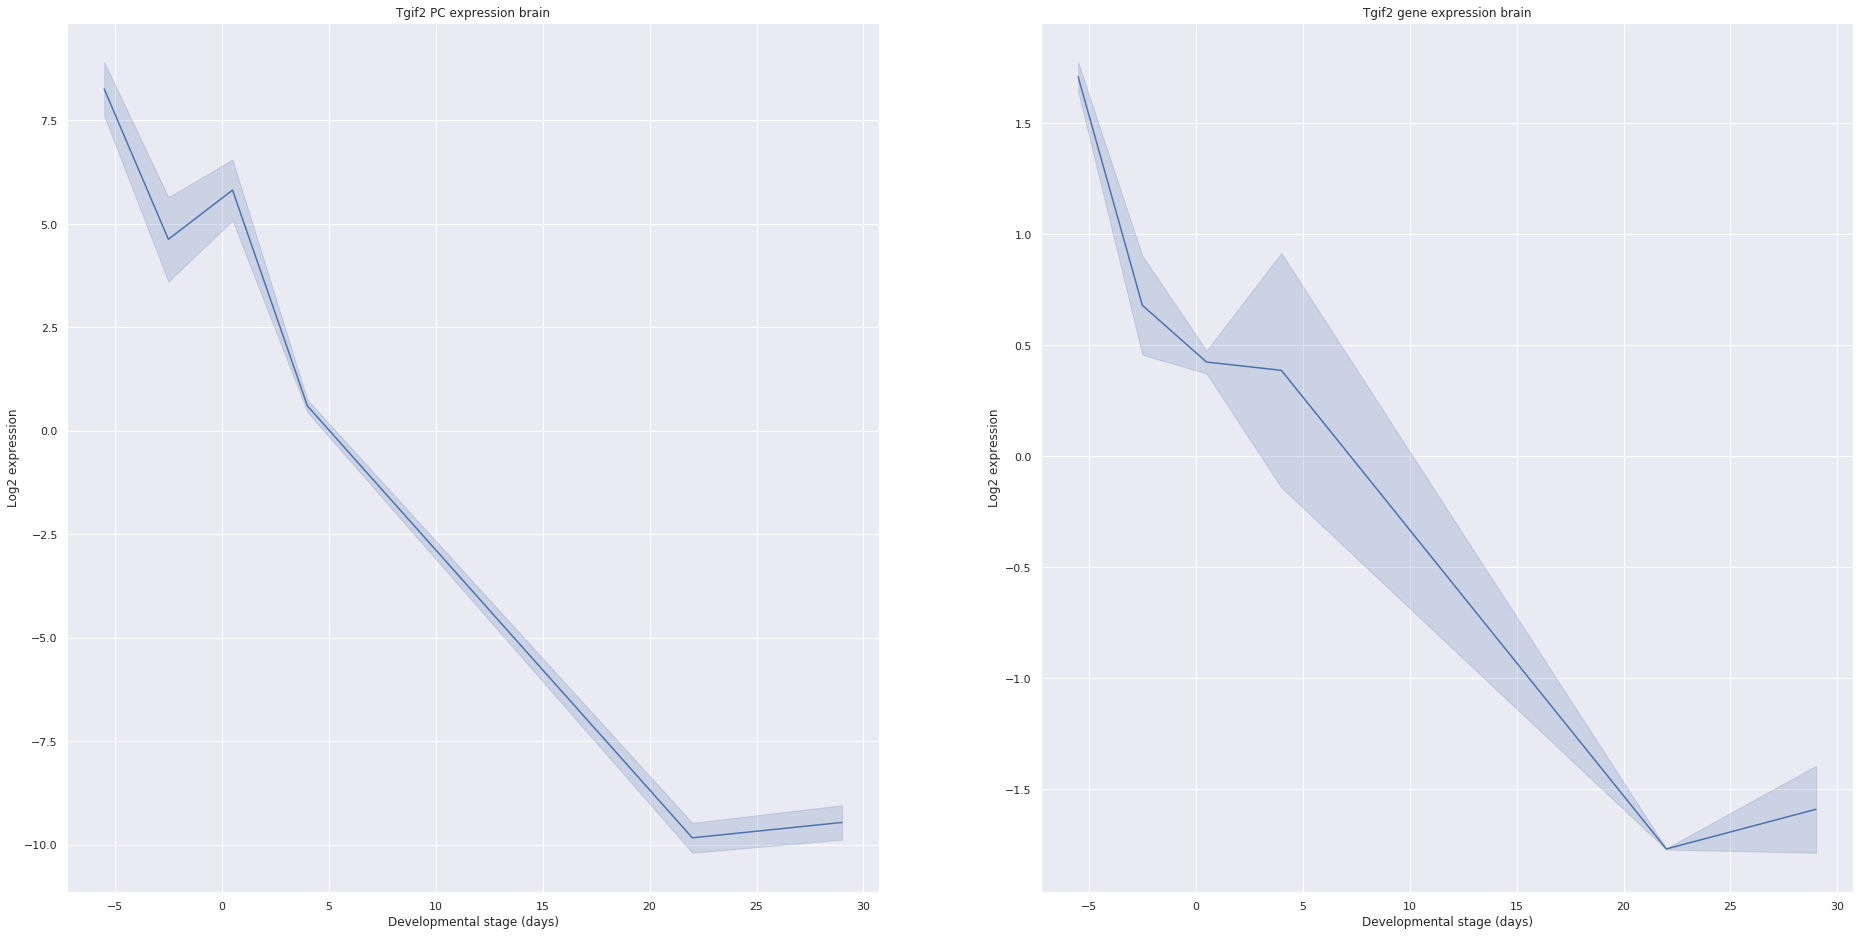 Tgif2 PC expression brain
Log2 expression
7.5
5.0
2.5
0.0
−2.5
−5.0
−7.5
−10.0
−5 0 5 10 15 20 25 30
Developmental stage (days)
Tgif2 gene expression brain
Log2 expression
1.5
1.0
0.5
0.0
−0.5
−1.0
−1.5
−5 0 5 10 15 20 25 30
Developmental stage (days)